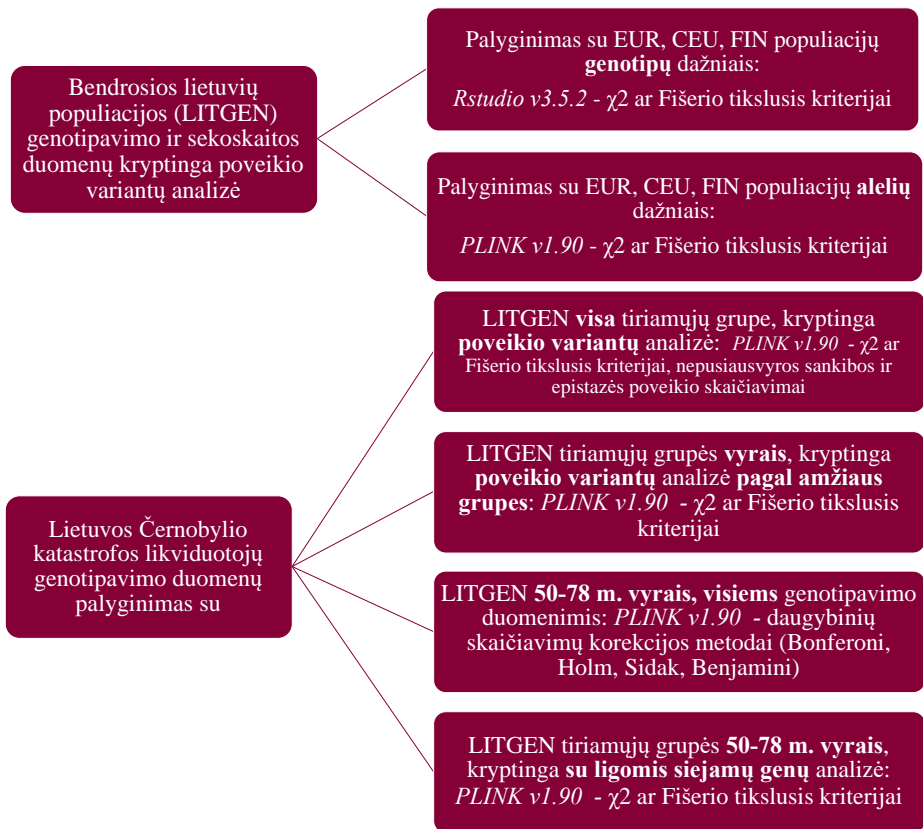 Bendrosios lietuvių
populiacijos (LITGEN)
genotipavimo ir sekoskaitos
duomenų kryptinga poveikio
variantų analizė
Palyginimas su EUR, CEU, FIN populiacijų
genotipų dažniais:
Rstudio v3.5.2 - χ2 ar Fišerio tikslusis kriterijai
Palyginimas su EUR, CEU, FIN populiacijų alelių
dažniais:
PLINK v1.90 - χ2 ar Fišerio tikslusis kriterijai
Lietuvos Černobylio
katastrofos likviduotojų
genotipavimo duomenų
palyginimas su
LITGEN visa tiriamųjų grupe, kryptinga
poveikio variantų analizė: PLINK v1.90 - χ2 ar
Fišerio tikslusis kriterijai, nepusiausvyros sankibos ir
epistazės poveikio skaičiavimai
LITGEN tiriamųjų grupės vyrais, kryptinga
poveikio variantų analizė pagal amžiaus
grupes: PLINK v1.90 - χ2 ar Fišerio tikslusis
kriterijai
LITGEN 50-78 m. vyrais, visiems genotipavimo
duomenimis: PLINK v1.90 - daugybinių
skaičiavimų korekcijos metodai (Bonferoni,
Holm, Sidak, Benjamini)
LITGEN tiriamųjų grupės 50-78 m. vyrais,
kryptinga su ligomis siejamų genų analizė:
PLINK v1.90 - χ2 ar Fišerio tikslusis kriterijai